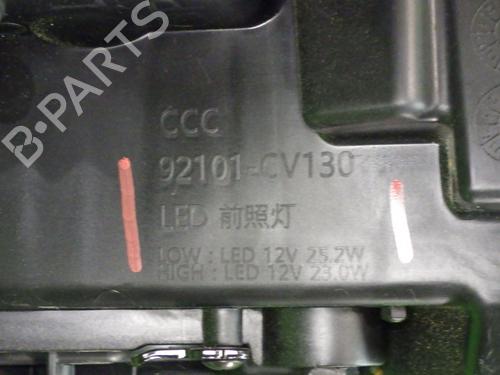 B-PARTS
CCC
92101-CV130
LED 前照灯
LOW : LED 12V 25.2W
HIGH : LED 12V 23.0W